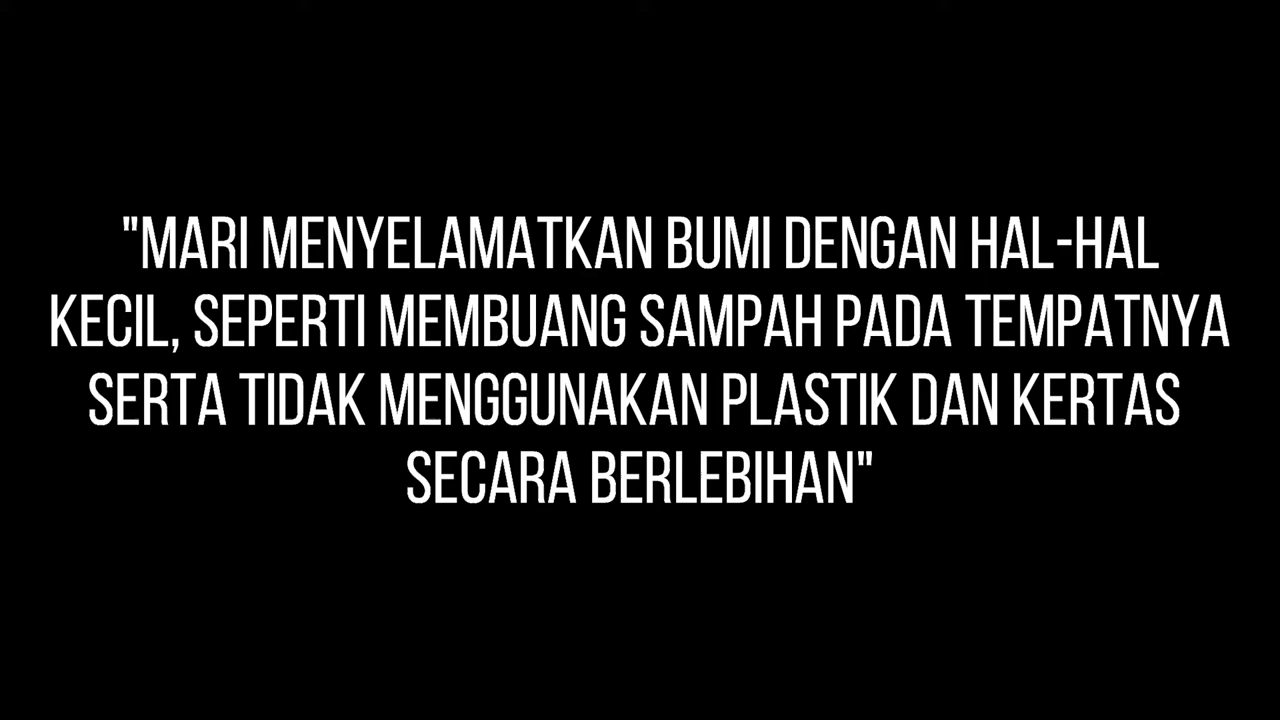 "MARI MENYELAMATKAN BUMI DENGAN HAL-HAL
KECIL, SEPERTI MEMBUANG SAMPAH PADA TEMPATNYA
SERTA TIDAK MENGGUNAKAN PLASTIK DAN KERTAS
SECARA BERLEBIHAN"